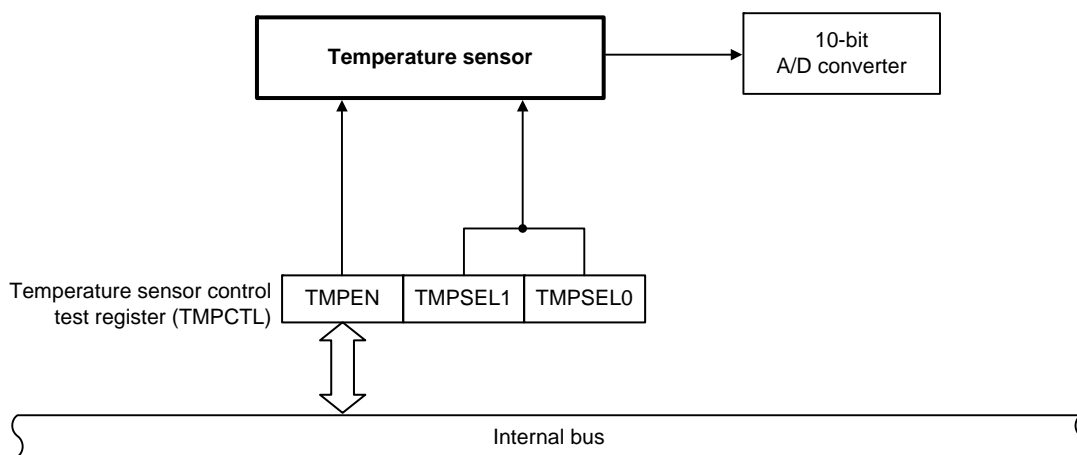 Temperature sensor
10-bit
A/D converter
Temperature sensor control
test register (TMPCTL)
TMPEN
TMPSEL1
TMPSEL0
Internal bus